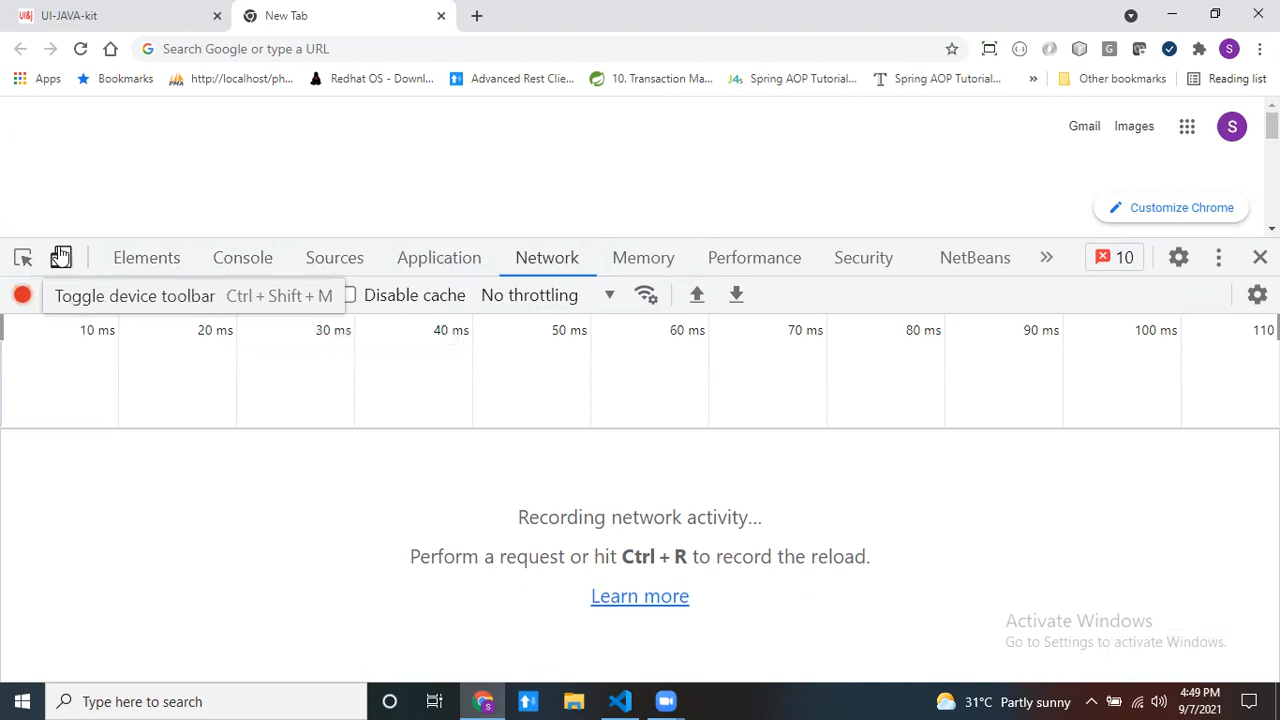 UI&J UI-JAVA-kit
New Tab
Search Google or type a URL
S
Apps
Bookmarks
http://localhost/ph...
Redhat OS - Downl...
Advanced Rest Clie...
10. Transaction Ma...
J4s Spring AOP Tutorial...
T Spring AOP Tutorial...
»
Other bookmarks
Reading list
Gmail
Images
S
Customize Chrome
Elements
Console
Sources
Application
Network
Memory
Performance
Security
NetBeans
»
10
Toggle device toolbar Ctrl + Shift + M
Disable cache
No throttling
10 ms
20 ms
30 ms
40 ms
50 ms
60 ms
70 ms
80 ms
90 ms
100 ms
110
Recording network activity...
Perform a request or hit Ctrl + R to record the reload.
Learn more
Activate Windows
Go to Settings to activate Windows.
Type here to search
31°C Partly sunny
4:49 PM
9/7/2021